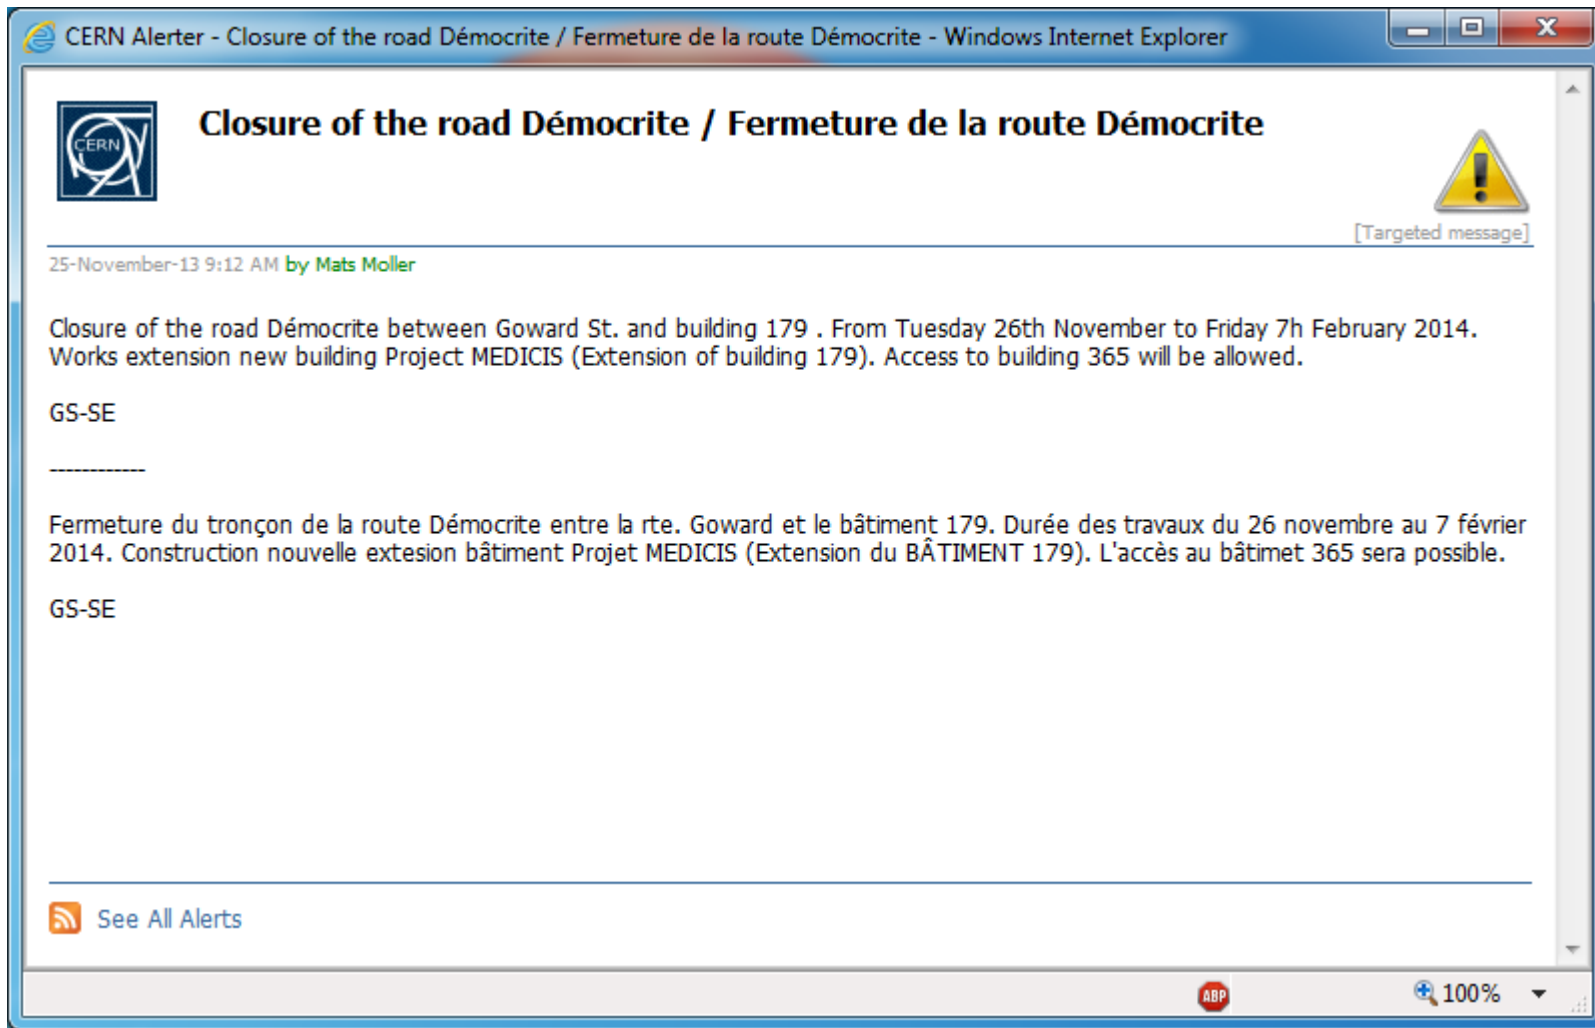 CERN Alerter - Closure of the road Démocrite / Fermeture de la route Démocrite - Windows Internet Explorer
CERN
Closure of the road Démocrite / Fermeture de la route Démocrite
[Targeted message]
25-November-13 9:12 AM by Mats Moller
Closure of the road Démocrite between Goward St. and building 179 . From Tuesday 26th November to Friday 7h February 2014.
Works extension new building Project MEDICIS (Extension of building 179). Access to building 365 will be allowed.
GS-SE
------------
Fermeture du tronçon de la route Démocrite entre la rte. Goward et le bâtiment 179. Durée des travaux du 26 novembre au 7 février
2014. Construction nouvelle extesion bâtiment Projet MEDICIS (Extension du BÂTIMENT 179). L'accès au bâtimet 365 sera possible.
GS-SE
See All Alerts
ABP
100%